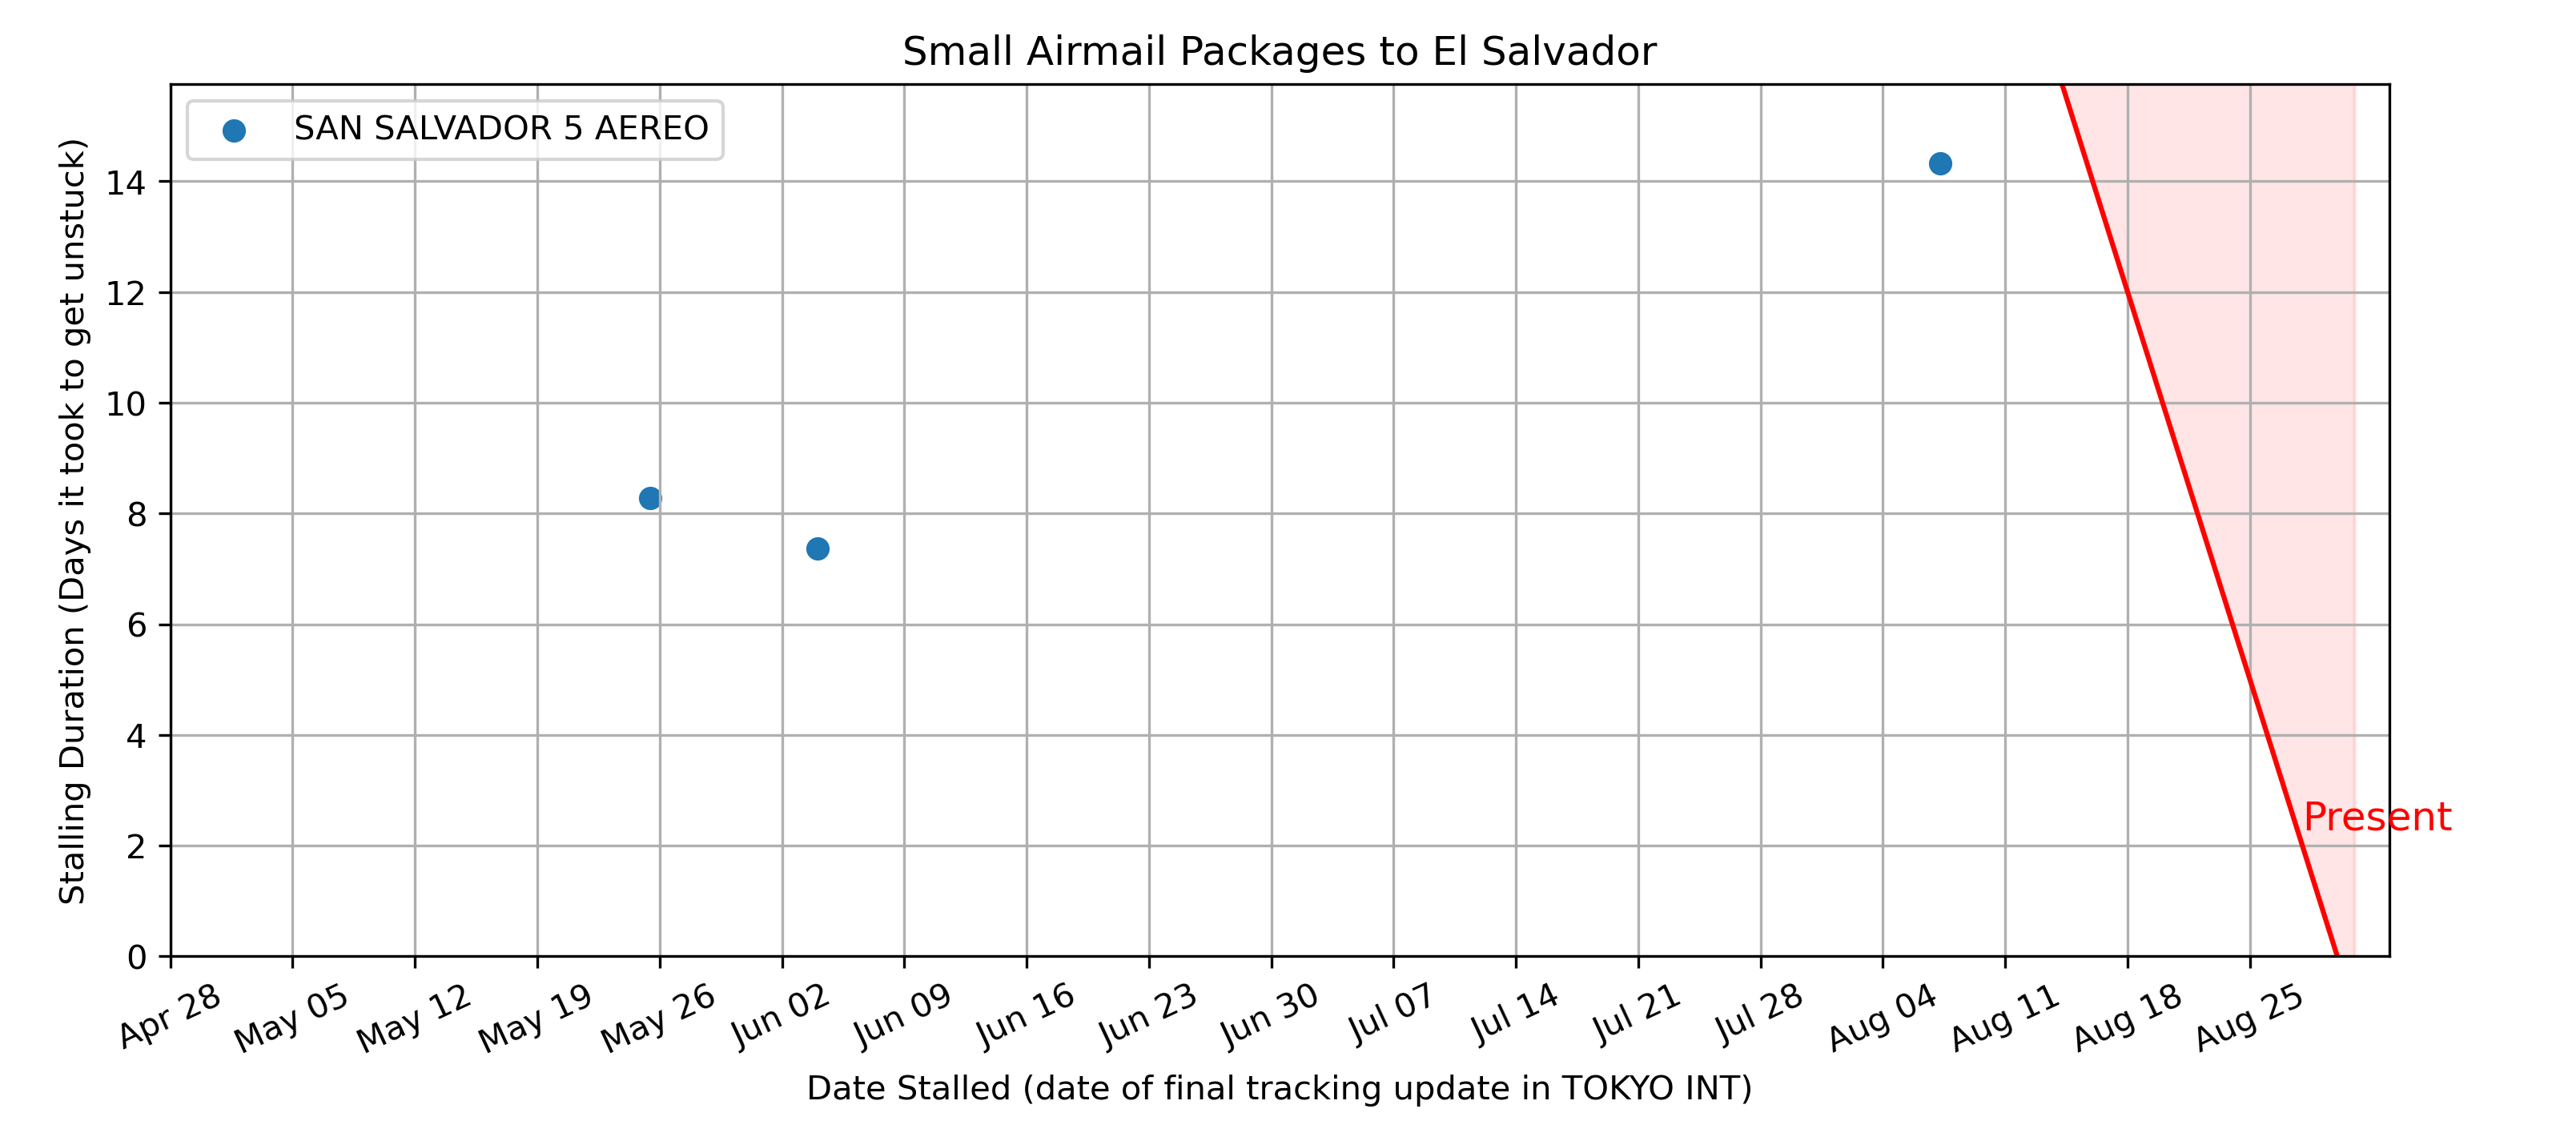 Small Airmail Packages to El Salvador
SAN SALVADOR 5 AEREO
Stalling Duration (Days it took to get unstuck)
14
12
10
8
6
4
2
0
Present
Apr 28
May 05
May 12
May 19
May 26
Jun 02
Jun 09
Jun 16
Jun 23
Jun 30
Jul 07
Jul 14
Jul 21
Jul 28
Aug 04
Aug 11
Aug 18
Aug 25
Date Stalled (date of final tracking update in TOKYO INT)